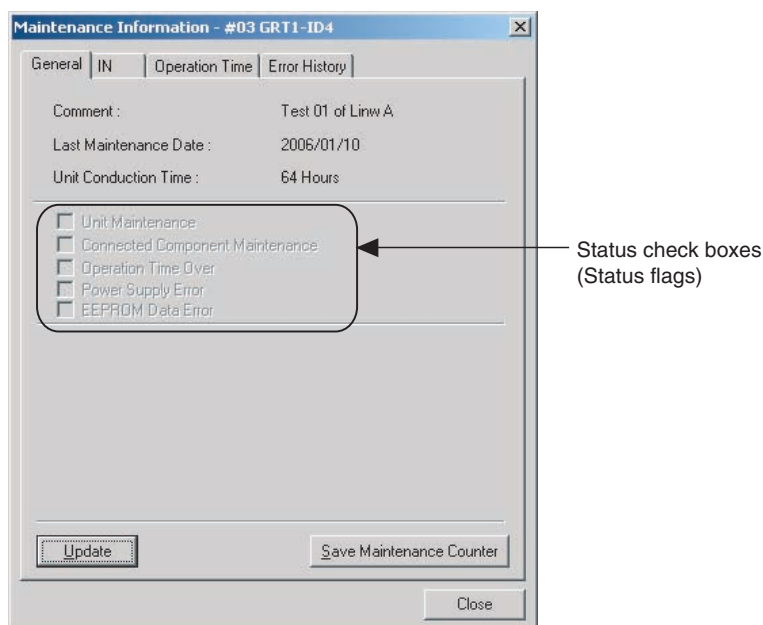 Maintenance Information - #03 GRT1-ID4
General IN Operation Time Error History
Comment : Test 01 of Linw A
Last Maintenance Date : 2006/01/10
Unit Conduction Time : 64 Hours
Unit Maintenance
Connected Component Maintenance
Operation Time Over
Power Supply Error
EEPROM Data Error
Status check boxes
(Status flags)
Update Save Maintenance Counter
Close